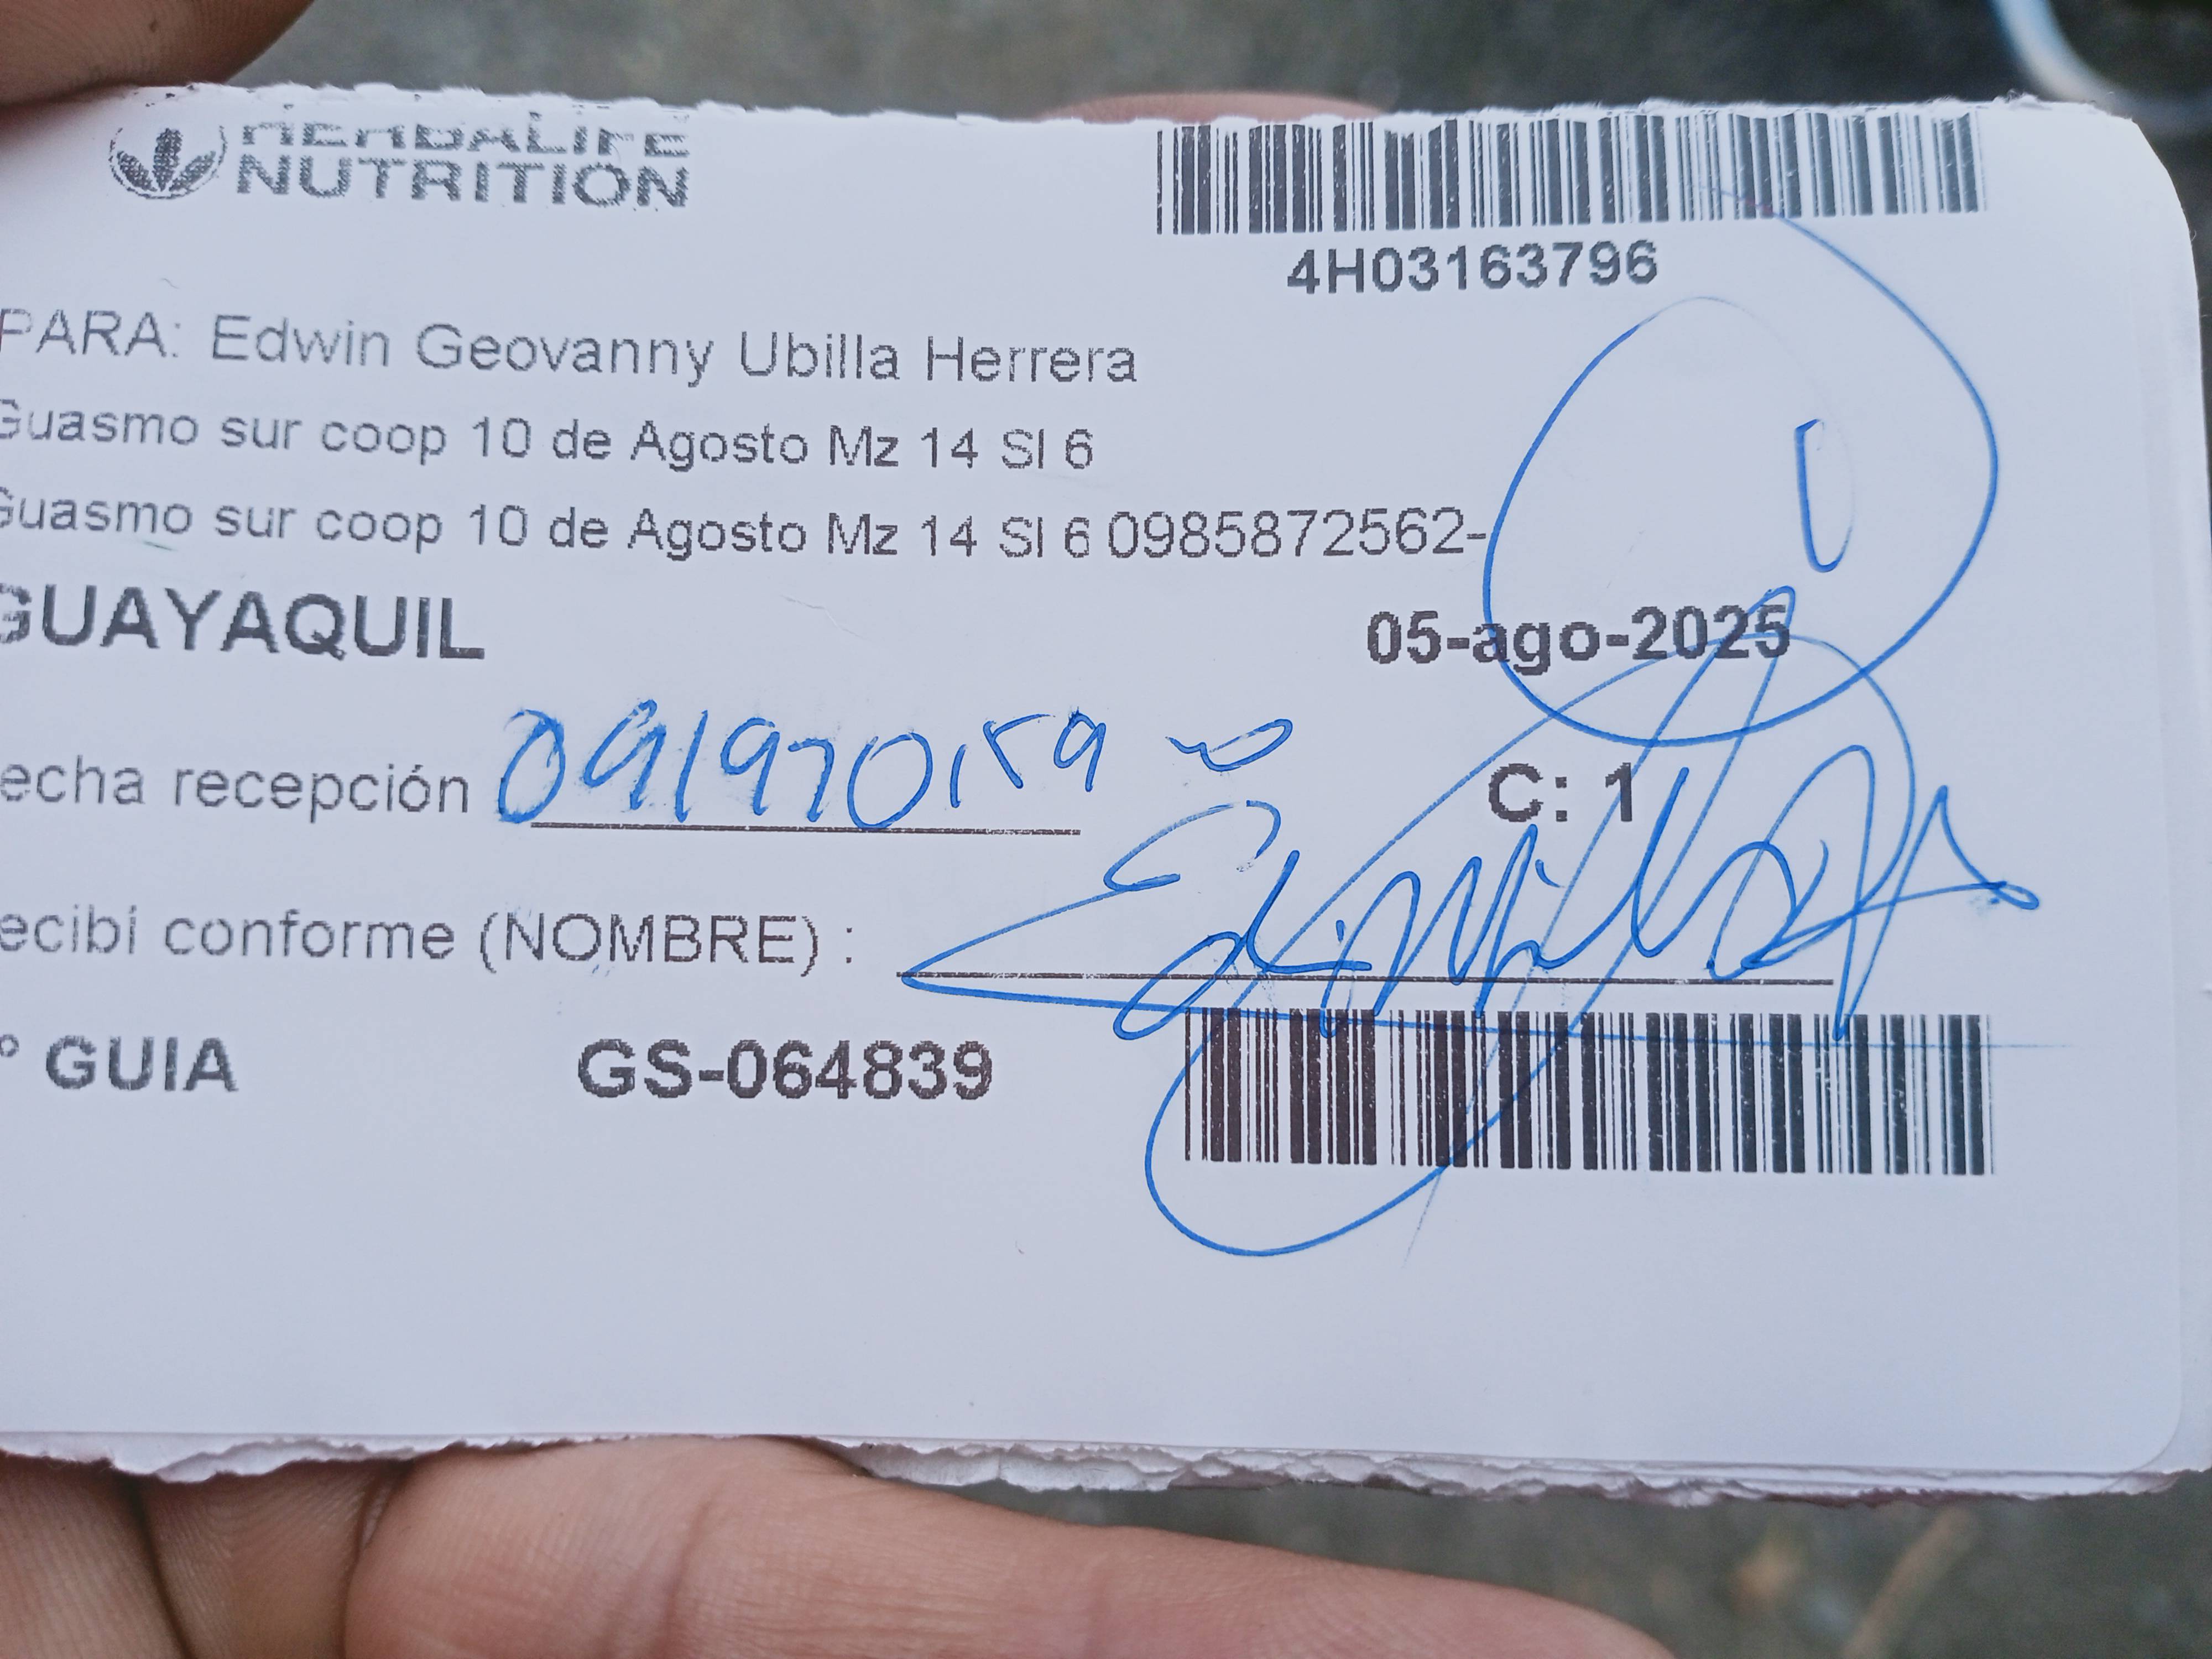 HERBALIFE
NUTRITION
4H03163796
PARA: Edwin Geovanny Ubilla Herrera
Guasmo sur coop 10 de Agosto Mz 14 Sl 6
Guasmo sur coop 10 de Agosto Mz 14 Sl 6 0985872562-
GUAYAQUIL
05-ago-2025
echa recepción
C: 1
ecibí conforme (NOMBRE) :
° GUIA GS-064839